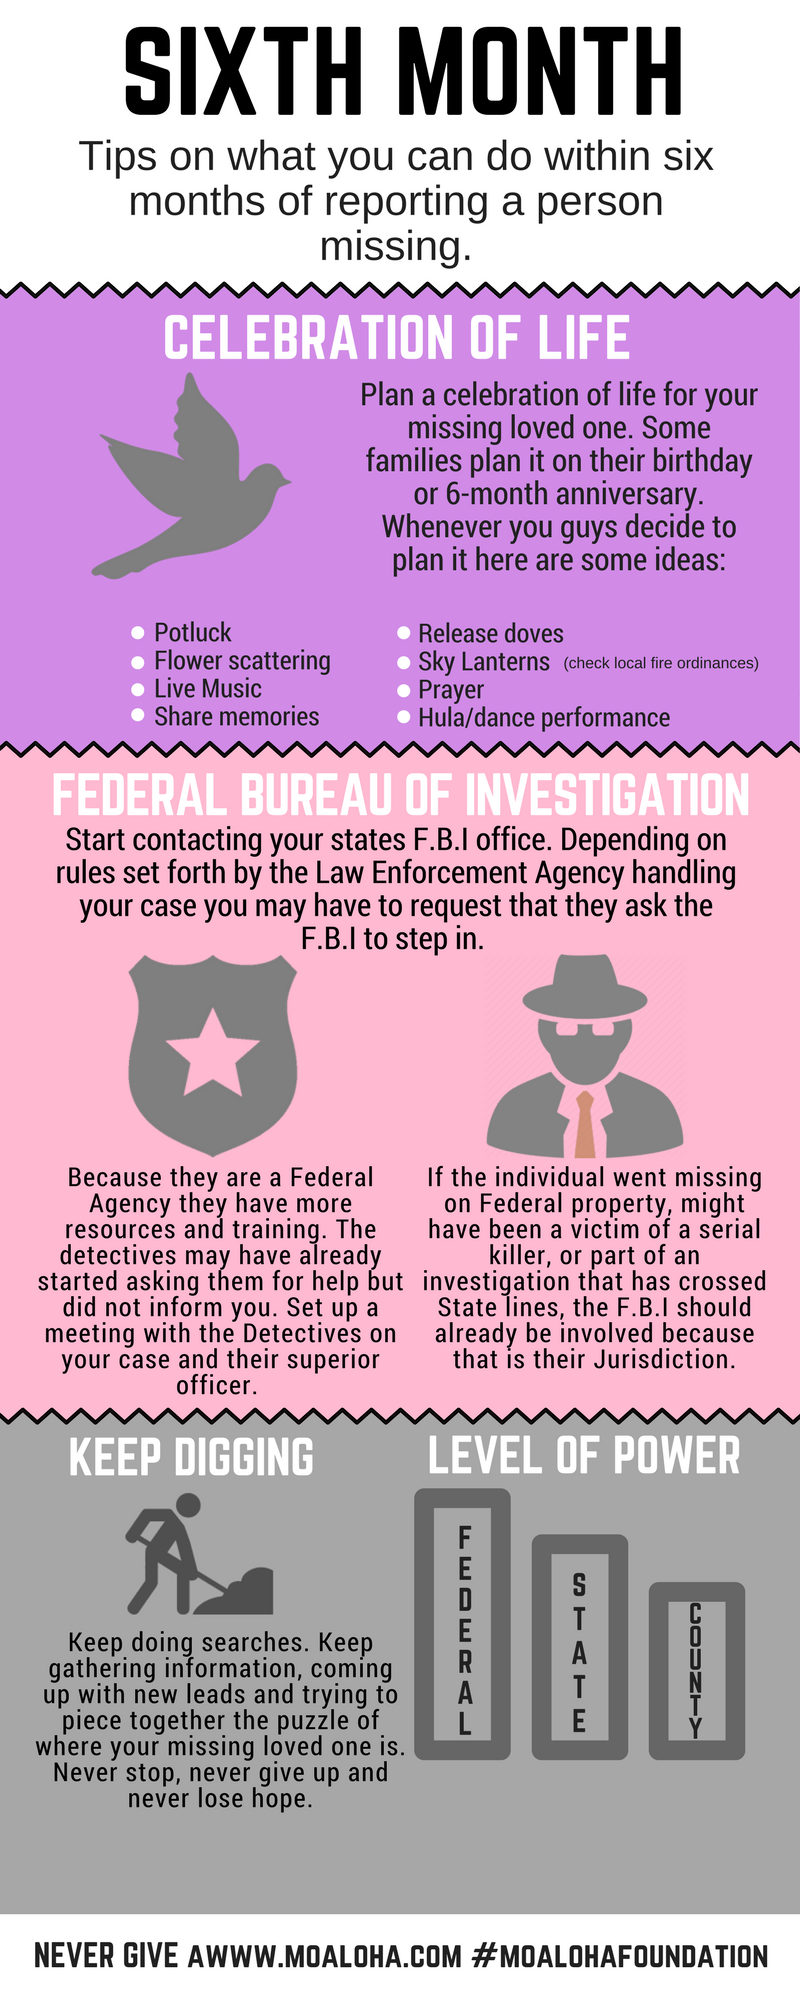 SIXTH MONTH
Tips on what you can do within six
months of reporting a person
missing.
CELEBRATION OF LIFE
Plan a celebration of life for your
missing loved one. Some
families plan it on their birthday
or 6-month anniversary.
Whenever you guys decide to
plan it here are some ideas:
Potluck
Flower scattering
Live Music
Share memories
Release doves
Sky Lanterns (check local fire ordinances)
Prayer
Hula/dance performance
FEDERAL BUREAU OF INVESTIGATION
Start contacting your states F.B.I office. Depending on
rules set forth by the Law Enforcement Agency handling
your case you may have to request that they ask the
F.B.I to step in.
Because they are a Federal
Agency they have more
resources and training. The
detectives may have already
started asking them for help but
did not inform you. Set up a
meeting with the Detectives on
your case and their superior
officer.
If the individual went missing
on Federal property, might
have been a victim of a serial
killer, or part of an
investigation that has crossed
State lines, the F.B.I should
already be involved because
that is their Jurisdiction.
KEEP DIGGING
Keep doing searches. Keep
gathering information, coming
up with new leads and trying to
piece together the puzzle of
where your missing loved one is.
Never stop, never give up and
never lose hope.
LEVEL OF POWER
FEDERAL
STATE
COUNTY
NEVER GIVE AWWW.MOALOHA.COM #MOALOHAFOUNDATION